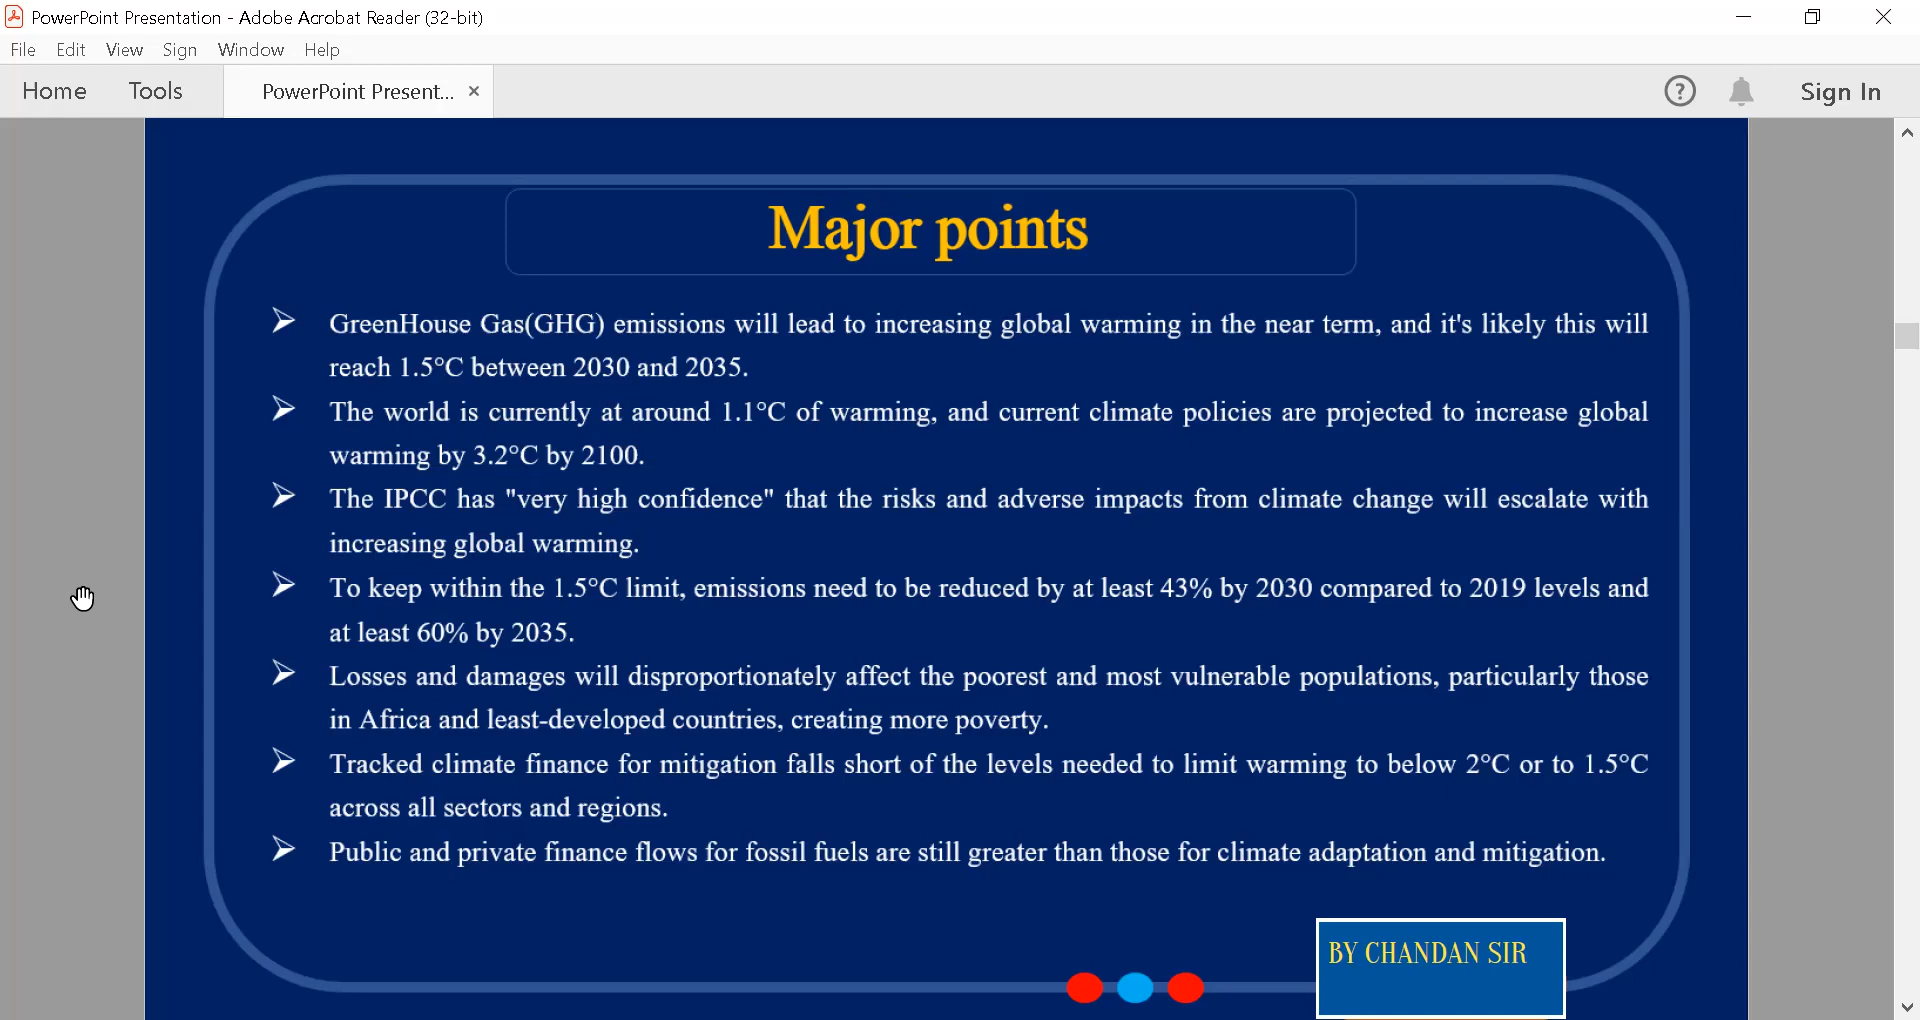 PowerPoint Presentation - Adobe Acrobat Reader (32-bit)
File Edit View Sign Window Help
Home Tools PowerPoint Present... × ? Sign In
Major points
➢ GreenHouse Gas(GHG) emissions will lead to increasing global warming in the near term, and it's likely this will
reach 1.5°C between 2030 and 2035.
➢ The world is currently at around 1.1°C of warming, and current climate policies are projected to increase global
warming by 3.2°C by 2100.
➢ The IPCC has "very high confidence" that the risks and adverse impacts from climate change will escalate with
increasing global warming.
➢ To keep within the 1.5°C limit, emissions need to be reduced by at least 43% by 2030 compared to 2019 levels and
at least 60% by 2035.
➢ Losses and damages will disproportionately affect the poorest and most vulnerable populations, particularly those
in Africa and least-developed countries, creating more poverty.
➢ Tracked climate finance for mitigation falls short of the levels needed to limit warming to below 2°C or to 1.5°C
across all sectors and regions.
➢ Public and private finance flows for fossil fuels are still greater than those for climate adaptation and mitigation.
BY CHANDAN SIR